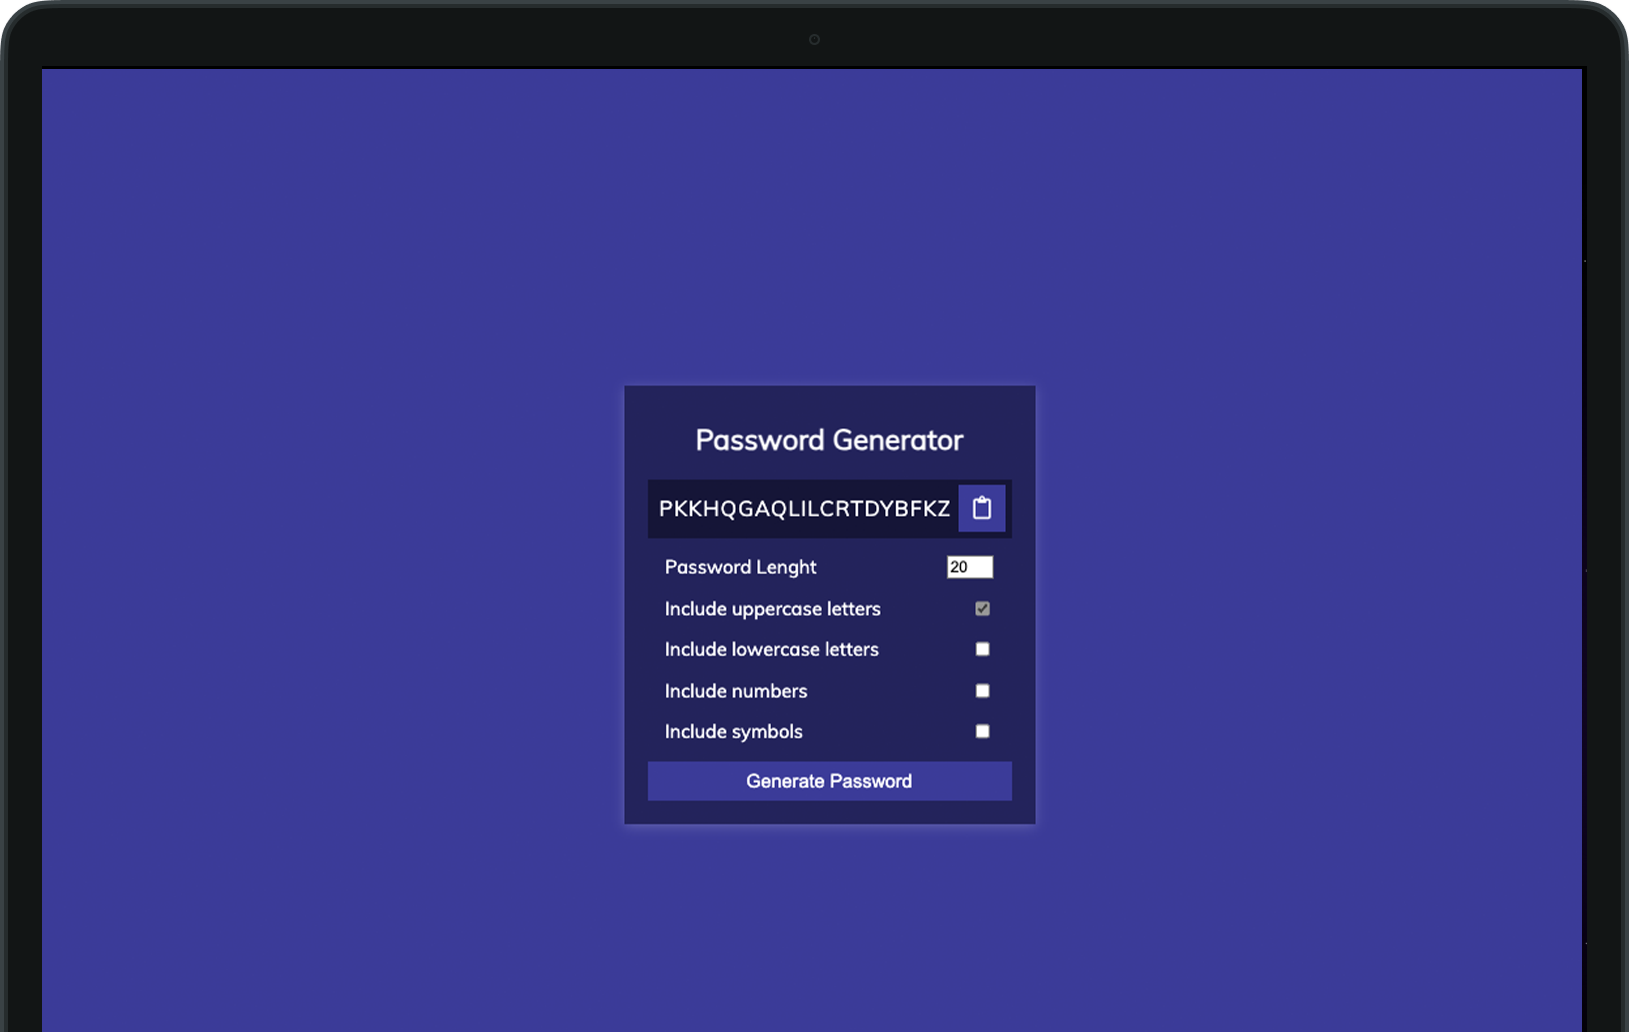 Password Generator
PKKHQGAQLILCRTDYBFKZ
Password Lenght
20
Include uppercase letters
Include lowercase letters
Include numbers
Include symbols
Generate Password